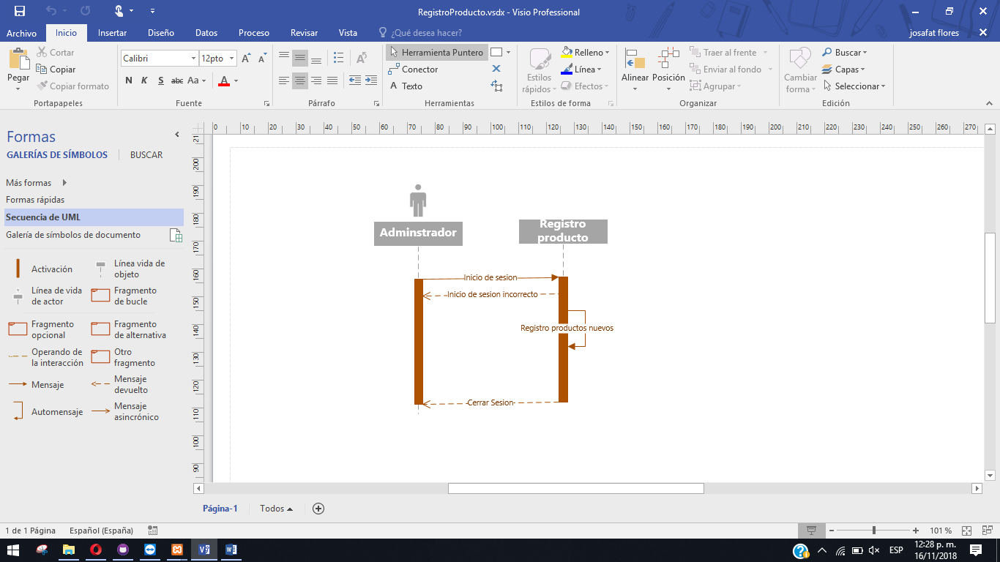 RegistroProducto.vsdx - Visio Professional
Archivo Inicio Insertar Diseño Datos Proceso Revisar Vista ¿Qué desea hacer? josafat flores
Pegar
Cortar
Copiar
Copiar formato
Portapapeles
Calibri 12pto A A
N K S abc Aa A
Fuente
Párrafo
Herramienta Puntero
Conector
A Texto
Herramientas
Estilos rápidos
Relleno
Línea
Efectos
Estilos de forma
Alinear Posición
Traer al frente
Enviar al fondo
Agrupar
Organizar
Cambiar forma
Buscar
Capas
Seleccionar
Edición
Formas
GALERÍAS DE SÍMBOLOS BUSCAR
Más formas
Formas rápidas
Secuencia de UML
Galería de símbolos de documento
Activación
Línea vida de objeto
Línea de vida de actor
Fragmento de bucle
Fragmento opcional
Fragmento de alternativa
Operando de la interacción
Otro fragmento
Mensaje
Mensaje devuelto
Automensaje
Mensaje asincrónico
0 10 20 30 40 50 60 70 80 90 100 110 120 130 140 150 160 170 180 190 200 210 220 230 240 250 260 270
21
200
190
180
170
160
150
140
130
120
110
100
90
Adminstrador
Registro
producto
Inicio de sesion
Inicio de sesion incorrecto
Registro productos nuevos
Cerrar Sesion
Página-1 Todos
1 de 1 Página Español (España) 101 %
ESP
12:28 p. m.
16/11/2018